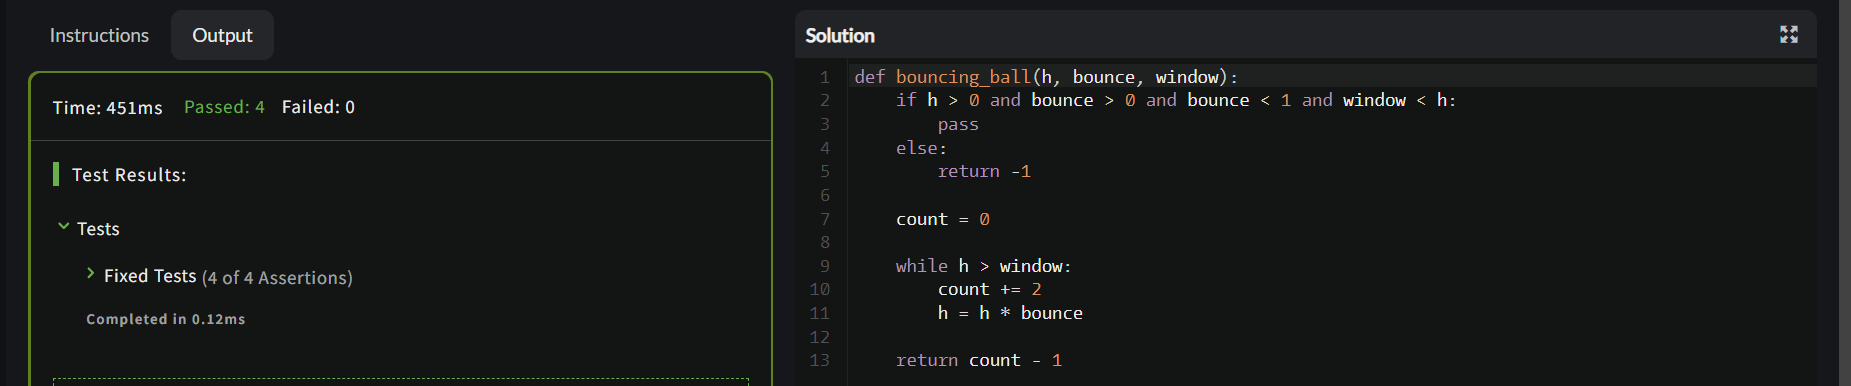 Instructions
Output
Time: 451ms Passed: 4 Failed: 0
Test Results:
Tests
Fixed Tests (4 of 4 Assertions)
Completed in 0.12ms
Solution
1 def bouncing_ball(h, bounce, window):
2     if h > 0 and bounce > 0 and bounce < 1 and window < h:
3         pass
4     else:
5         return -1
6
7     count = 0
8
9     while h > window:
10         count += 2
11         h = h * bounce
12
13     return count - 1